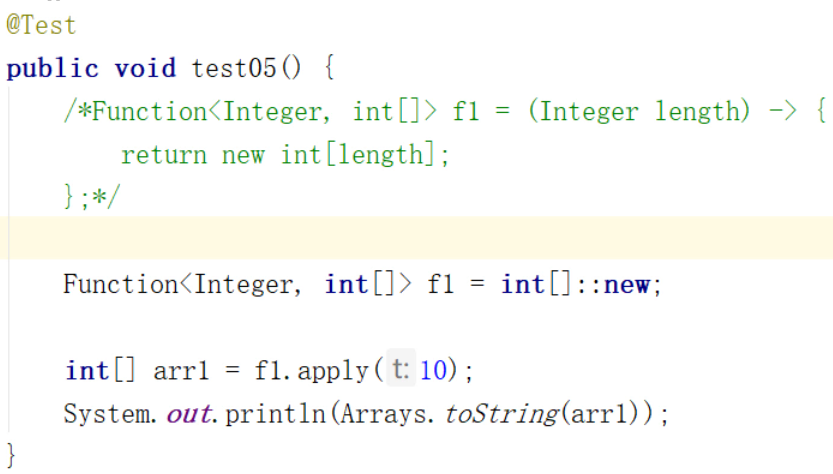 @Test
public void test05() {
    /*Function<Integer, int[]> f1 = (Integer length) -> {
        return new int[length];
    };*/
    Function<Integer, int[]> f1 = int[]::new;
    int[] arr1 = f1.apply( t: 10);
    System.out.println(Arrays.toString(arr1));
}